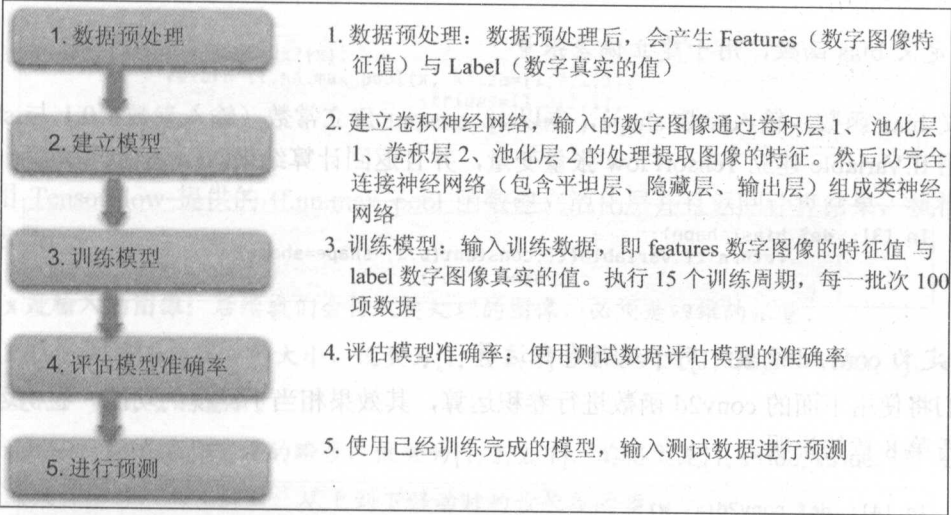 1. 数据预处理
1. 数据预处理：数据预处理后，会产生 Features（数字图像特
征值）与 Label（数字真实的值）
2. 建立模型
2. 建立卷积神经网络，输入的数字图像通过卷积层 1、池化层
1、卷积层 2、池化层 2 的处理提取图像的特征。然后以完全
连接神经网络（包含平坦层、隐藏层、输出层）组成类神经
网络
3. 训练模型
3. 训练模型：输入训练数据，即 features 数字图像的特征值 与
label 数字图像真实的值。执行 15 个训练周期，每一批次 100
项数据
4. 评估模型准确率
4. 评估模型准确率：使用测试数据评估模型的准确率
5. 进行预测
5. 使用已经训练完成的模型，输入测试数据进行预测